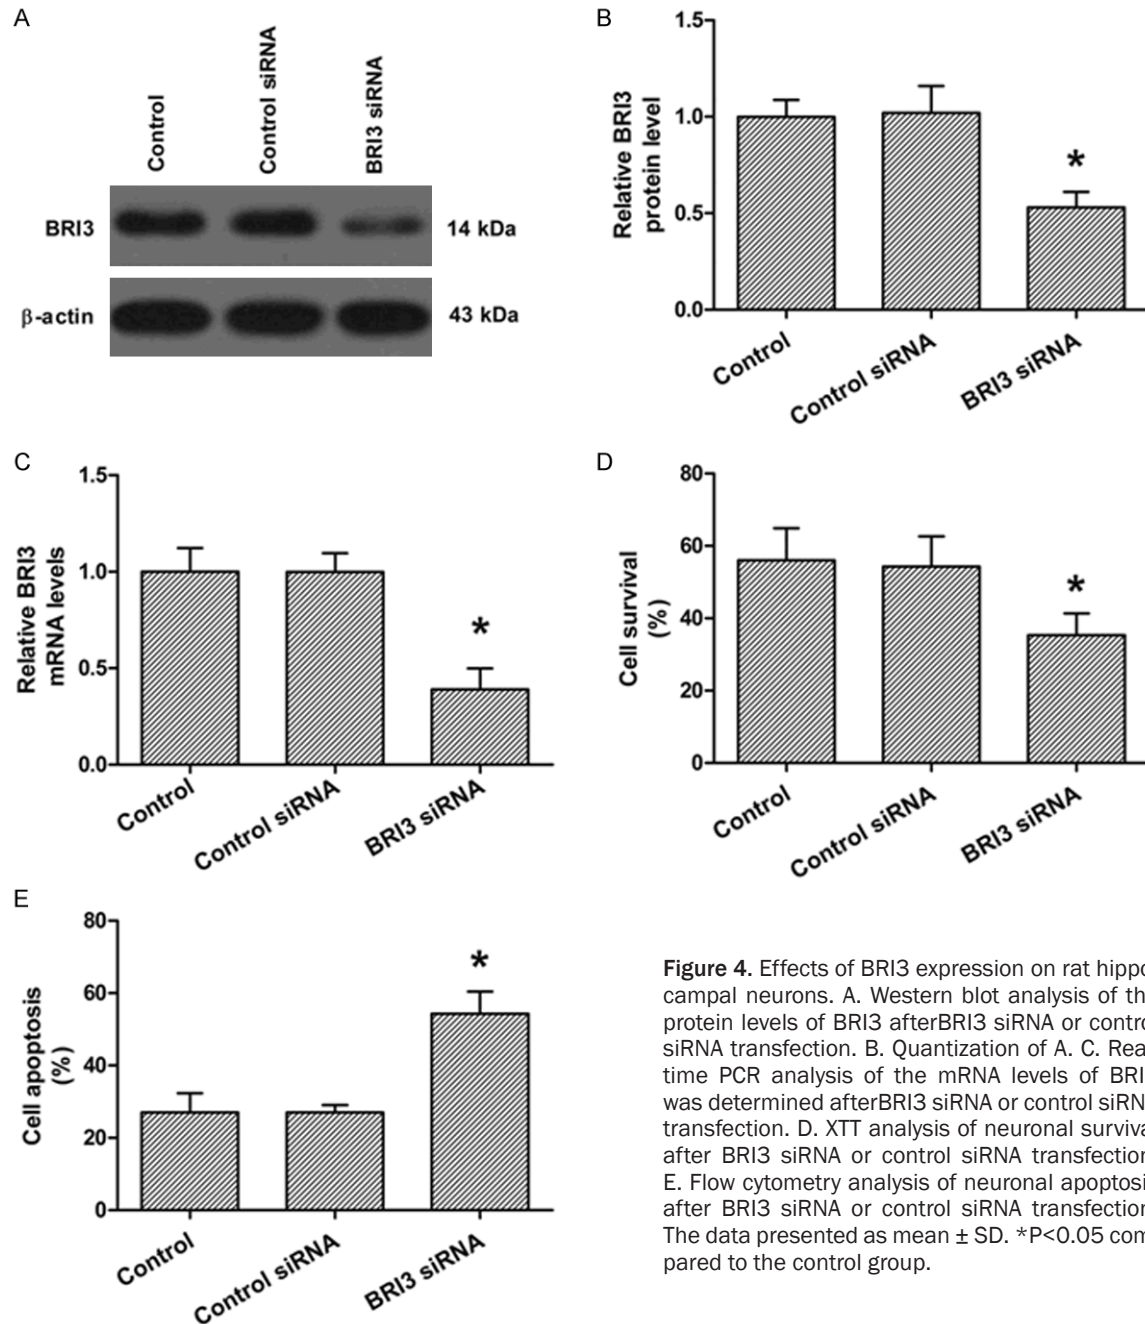 A
Control
Control siRNA
BRI3 siRNA
BRI3
14 kDa
β-actin
43 kDa
B
Relative BRI3
protein level
1.5
1.0
0.5
0.0
*
Control
Control siRNA
BRI3 siRNA
C
Relative BRI3
mRNA levels
1.5
1.0
0.5
0.0
*
Control
Control siRNA
BRI3 siRNA
D
Cell survival
(%)
80
60
40
20
0
*
Control
Control siRNA
BRI3 siRNA
E
Cell apoptosis
(%)
80
60
40
20
0
*
Control
Control siRNA
BRI3 siRNA
Figure 4. Effects of BRI3 expression on rat hippo
campal neurons. A. Western blot analysis of th
protein levels of BRI3 afterBRI3 siRNA or contro
siRNA transfection. B. Quantization of A. C. Rea
time PCR analysis of the mRNA levels of BRI
was determined afterBRI3 siRNA or control siRN
transfection. D. XTT analysis of neuronal surviva
after BRI3 siRNA or control siRNA transfection
E. Flow cytometry analysis of neuronal apoptosi
after BRI3 siRNA or control siRNA transfection
The data presented as mean ± SD. *P<0.05 com
pared to the control group.